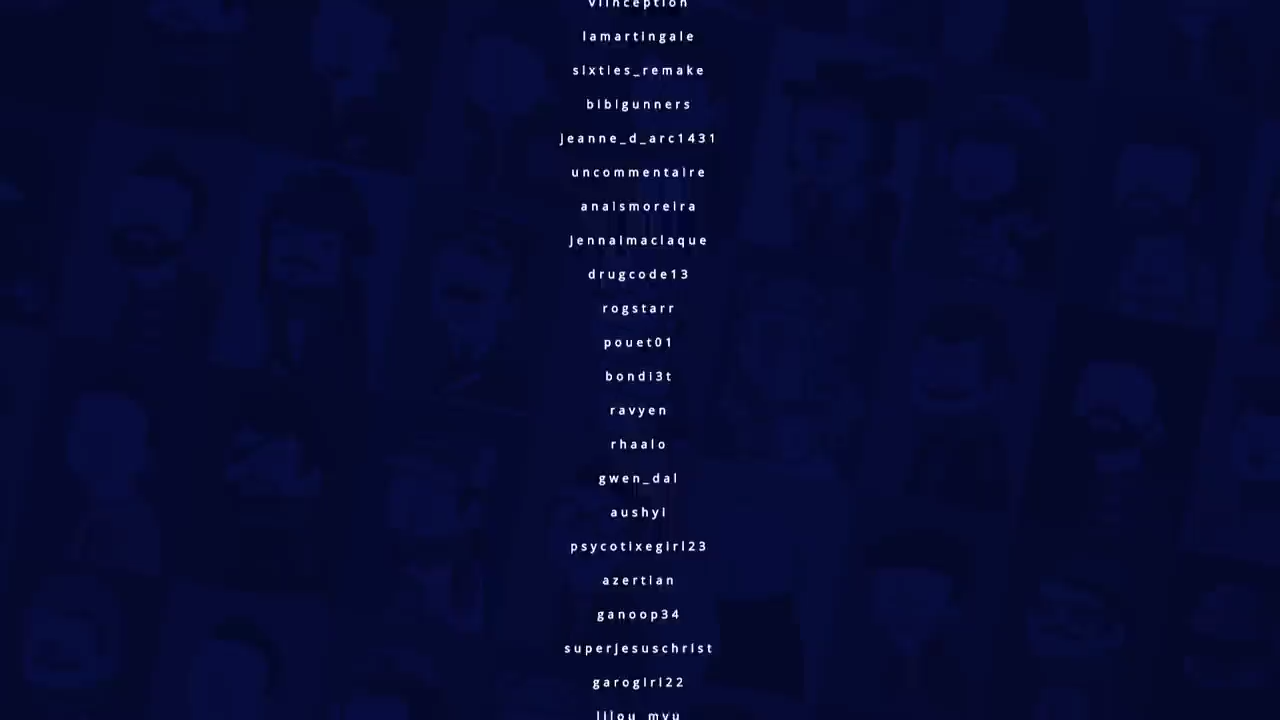 viinception
lamartingale
sixties_remake
bibigunners
jeanne_d_arc1431
uncommentaire
anaismoreira
jennaimaclaque
drugcode13
rogstarr
pouet01
bondi3t
ravyen
rhaalo
gwen_dal
aushyl
psycotixegirl23
azertian
ganoop34
superjesuschrist
garogirl22